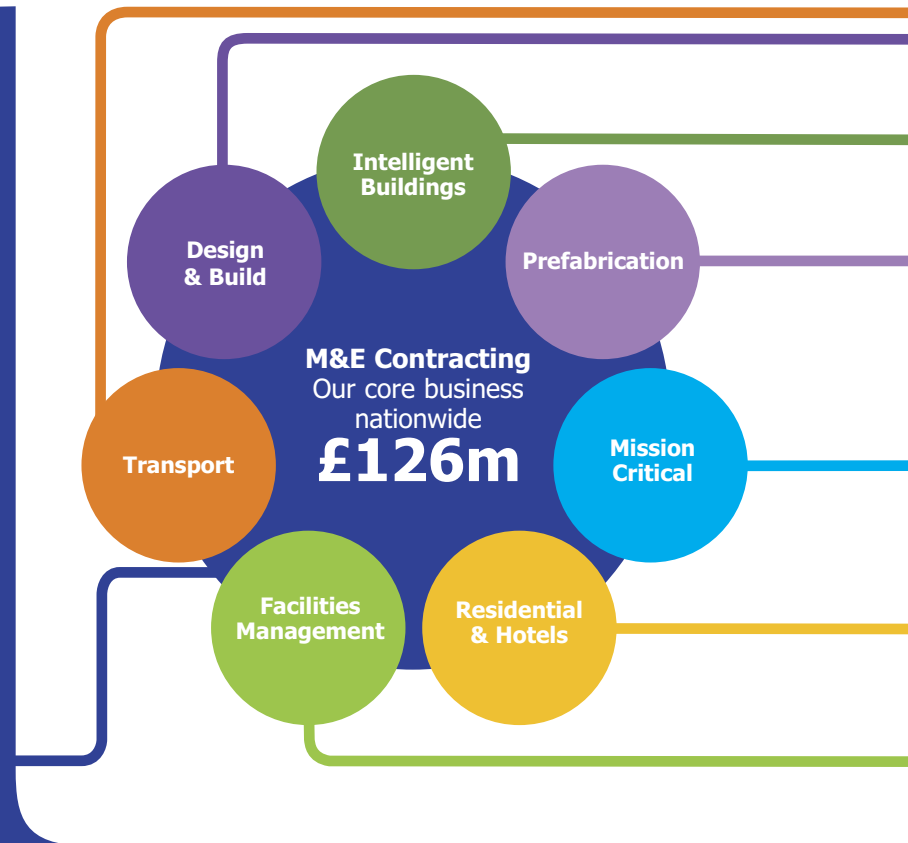 Intelligent
Buildings
Design
& Build
Prefabrication
M&E Contracting
Our core business
nationwide
£126m
Transport
Mission
Critical
Facilities
Management
Residential
& Hotels